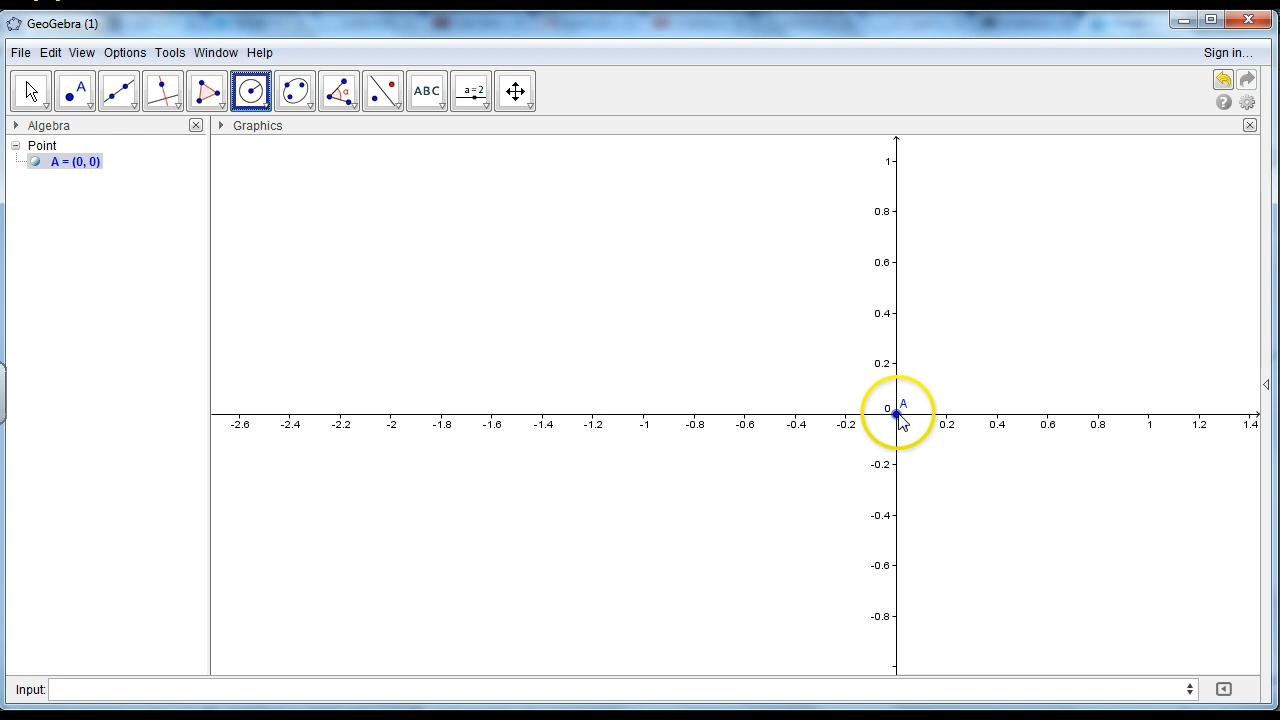 GeoGebra (1)
File Edit View Options Tools Window Help Sign in...
A α ABC a=2 ?
Algebra Graphics
Point
A = (0, 0)
1
0.8
0.6
0.4
0.2
A
0
-2.6 -2.4 -2.2 -2 -1.8 -1.6 -1.4 -1.2 -1 -0.8 -0.6 -0.4 -0.2 0.2 0.4 0.6 0.8 1 1.2 1.4
-0.2
-0.4
-0.6
-0.8
Input: